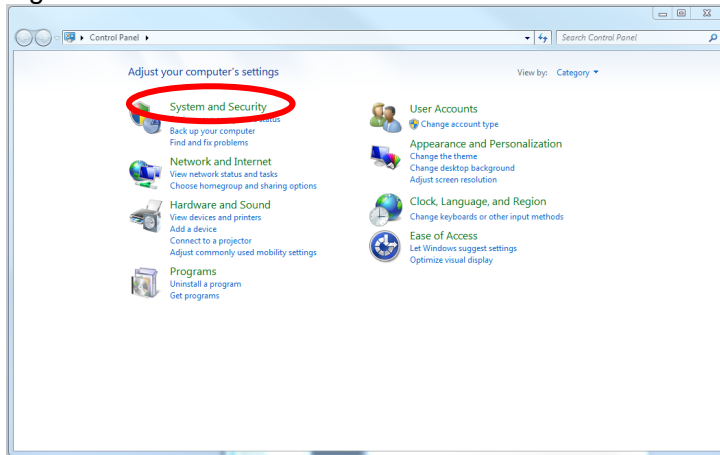 Control Panel
Search Control Panel
Adjust your computer's settings
View by: Category
System and Security
status
Back up your computer
Find and fix problems
Network and Internet
View network status and tasks
Choose homegroup and sharing options
Hardware and Sound
View devices and printers
Add a device
Connect to a projector
Adjust commonly used mobility settings
Programs
Uninstall a program
Get programs
User Accounts
Change account type
Appearance and Personalization
Change the theme
Change desktop background
Adjust screen resolution
Clock, Language, and Region
Change keyboards or other input methods
Ease of Access
Let Windows suggest settings
Optimize visual display